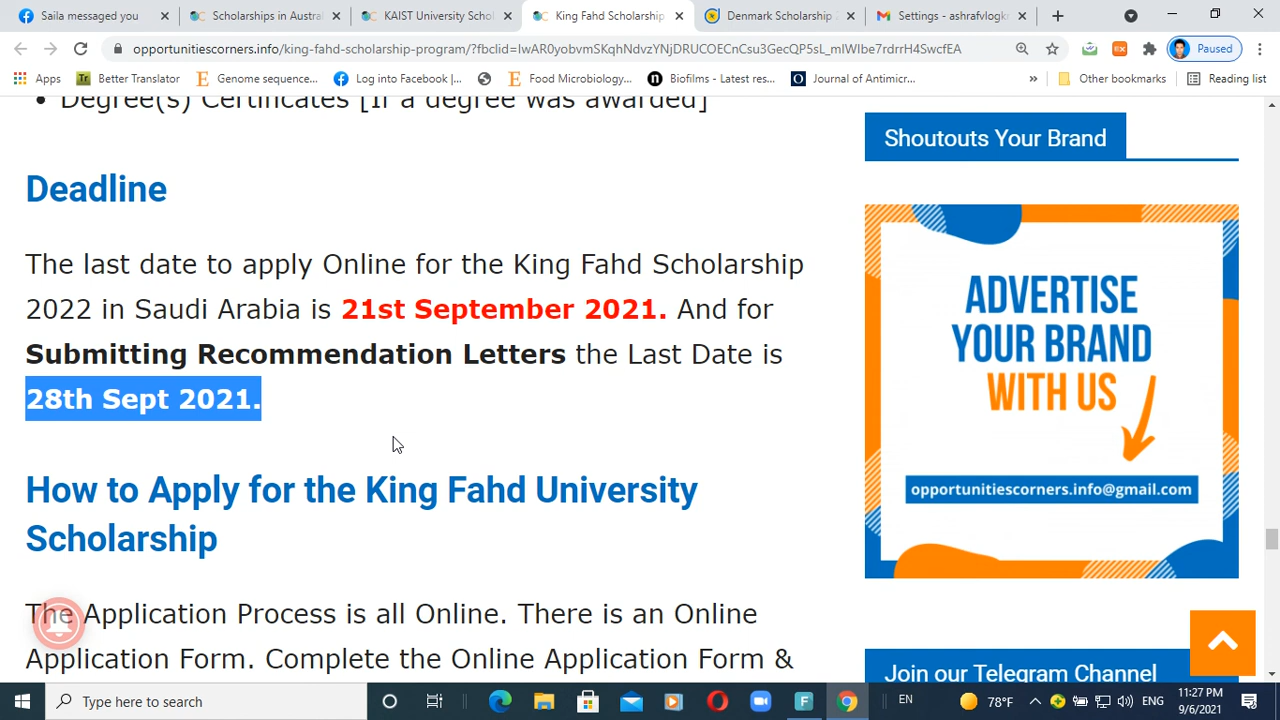 Saila messaged you
Scholarships in Austra
KAIST University Scho
King Fahd Scholarship
Denmark Scholarship 2
Settings - ashrafvlogk
opportunitiescorners.info/king-fahd-scholarship-program/?fbclid=IwAR0yobvmSKqhNdvzYNjDRUCOECnCsu3GecQP5sL_mIWIbe7rdrrH4SwcfEA
Paused
Apps
Better Translator
Genome sequence...
Log into Facebook |...
Food Microbiology,...
Biofilms - Latest res...
Journal of Antimicr...
»
Other bookmarks
Reading list
Degree(s) Certificates [If a degree was awarded]
Deadline
The last date to apply Online for the King Fahd Scholarship
2022 in Saudi Arabia is 21st September 2021. And for
Submitting Recommendation Letters the Last Date is
28th Sept 2021.
How to Apply for the King Fahd University
Scholarship
The Application Process is all Online. There is an Online
Application Form. Complete the Online Application Form &
Shoutouts Your Brand
ADVERTISE
YOUR BRAND
WITH US
opportunitiescorners.info@gmail.com
Join our Telegram Channel
Type here to search
EN
78°F
ENG
11:27 PM
9/6/2021